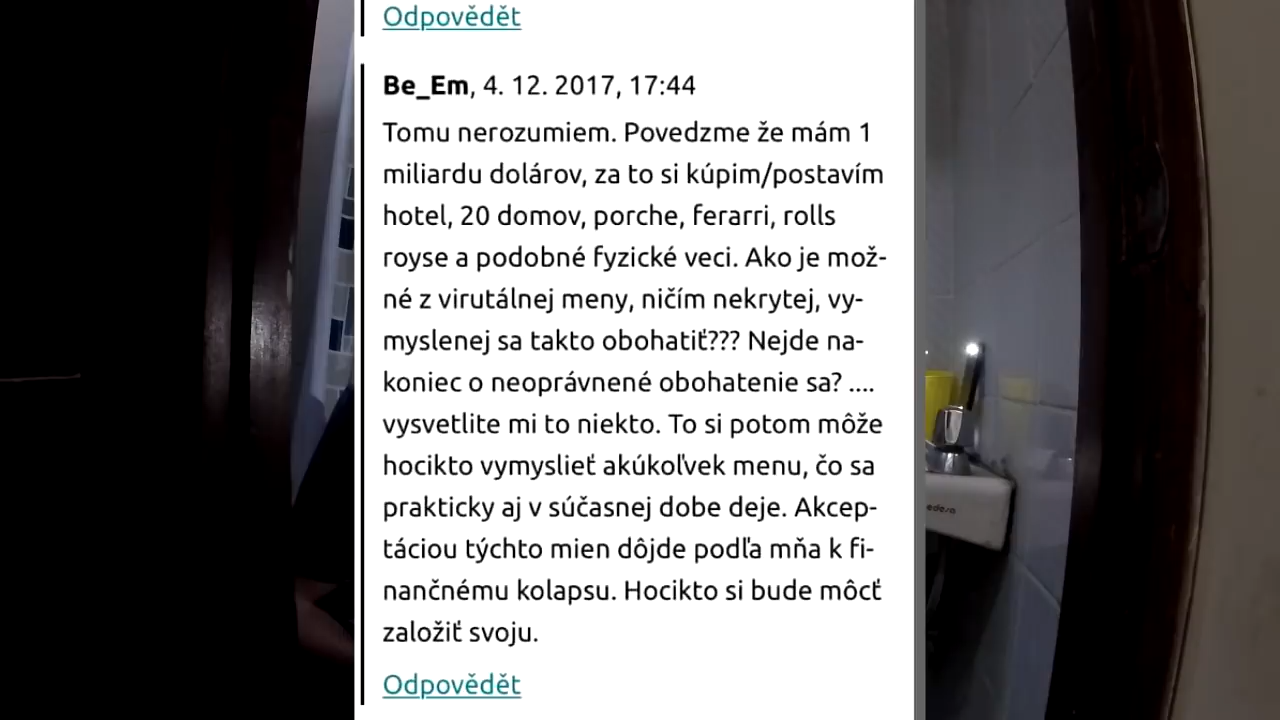 Odpovědět
Be_Em, 4. 12. 2017, 17:44
Tomu nerozumiem. Povedzme že mám 1
miliardu dolárov, za to si kúpim/postavím
hotel, 20 domov, porche, ferarri, rolls
royse a podobné fyzické veci. Ako je mož-
né z virutálnej meny, ničím nekrytej, vy-
myslenej sa takto obohatiť??? Nejde na-
koniec o neoprávnené obohatenie sa? ....
vysvetlite mi to niekto. To si potom môže
hocikto vymyslieť akúkoľvek menu, čo sa
prakticky aj v súčasnej dobe deje. Akcep-
táciou týchto mien dôjde podľa mňa k fi-
nančnému kolapsu. Hocikto si bude môcť
založiť svoju.
Odpovědět